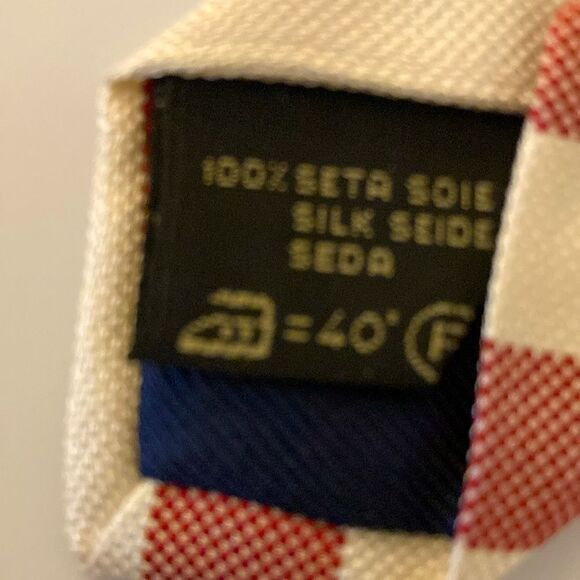 100% SETA SOIE
SILK SEIDE
SEDA
= 40° F